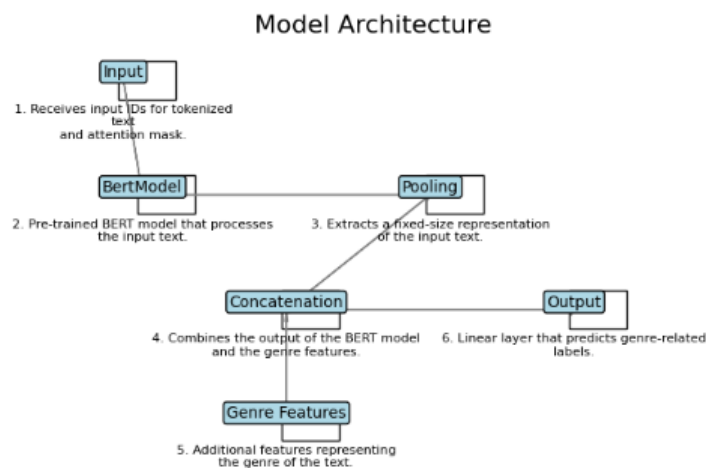 Model Architecture
Input
1. Receives input IDs for tokenized
text
and attention mask.
BertModel
2. Pre-trained BERT model that processes
the input text.
Pooling
3. Extracts a fixed-size representation
of the input text.
Concatenation
4. Combines the output of the BERT model
and the genre features.
Output
6. Linear layer that predicts genre-related
labels.
Genre Features
5. Additional features representing
the genre of the text.